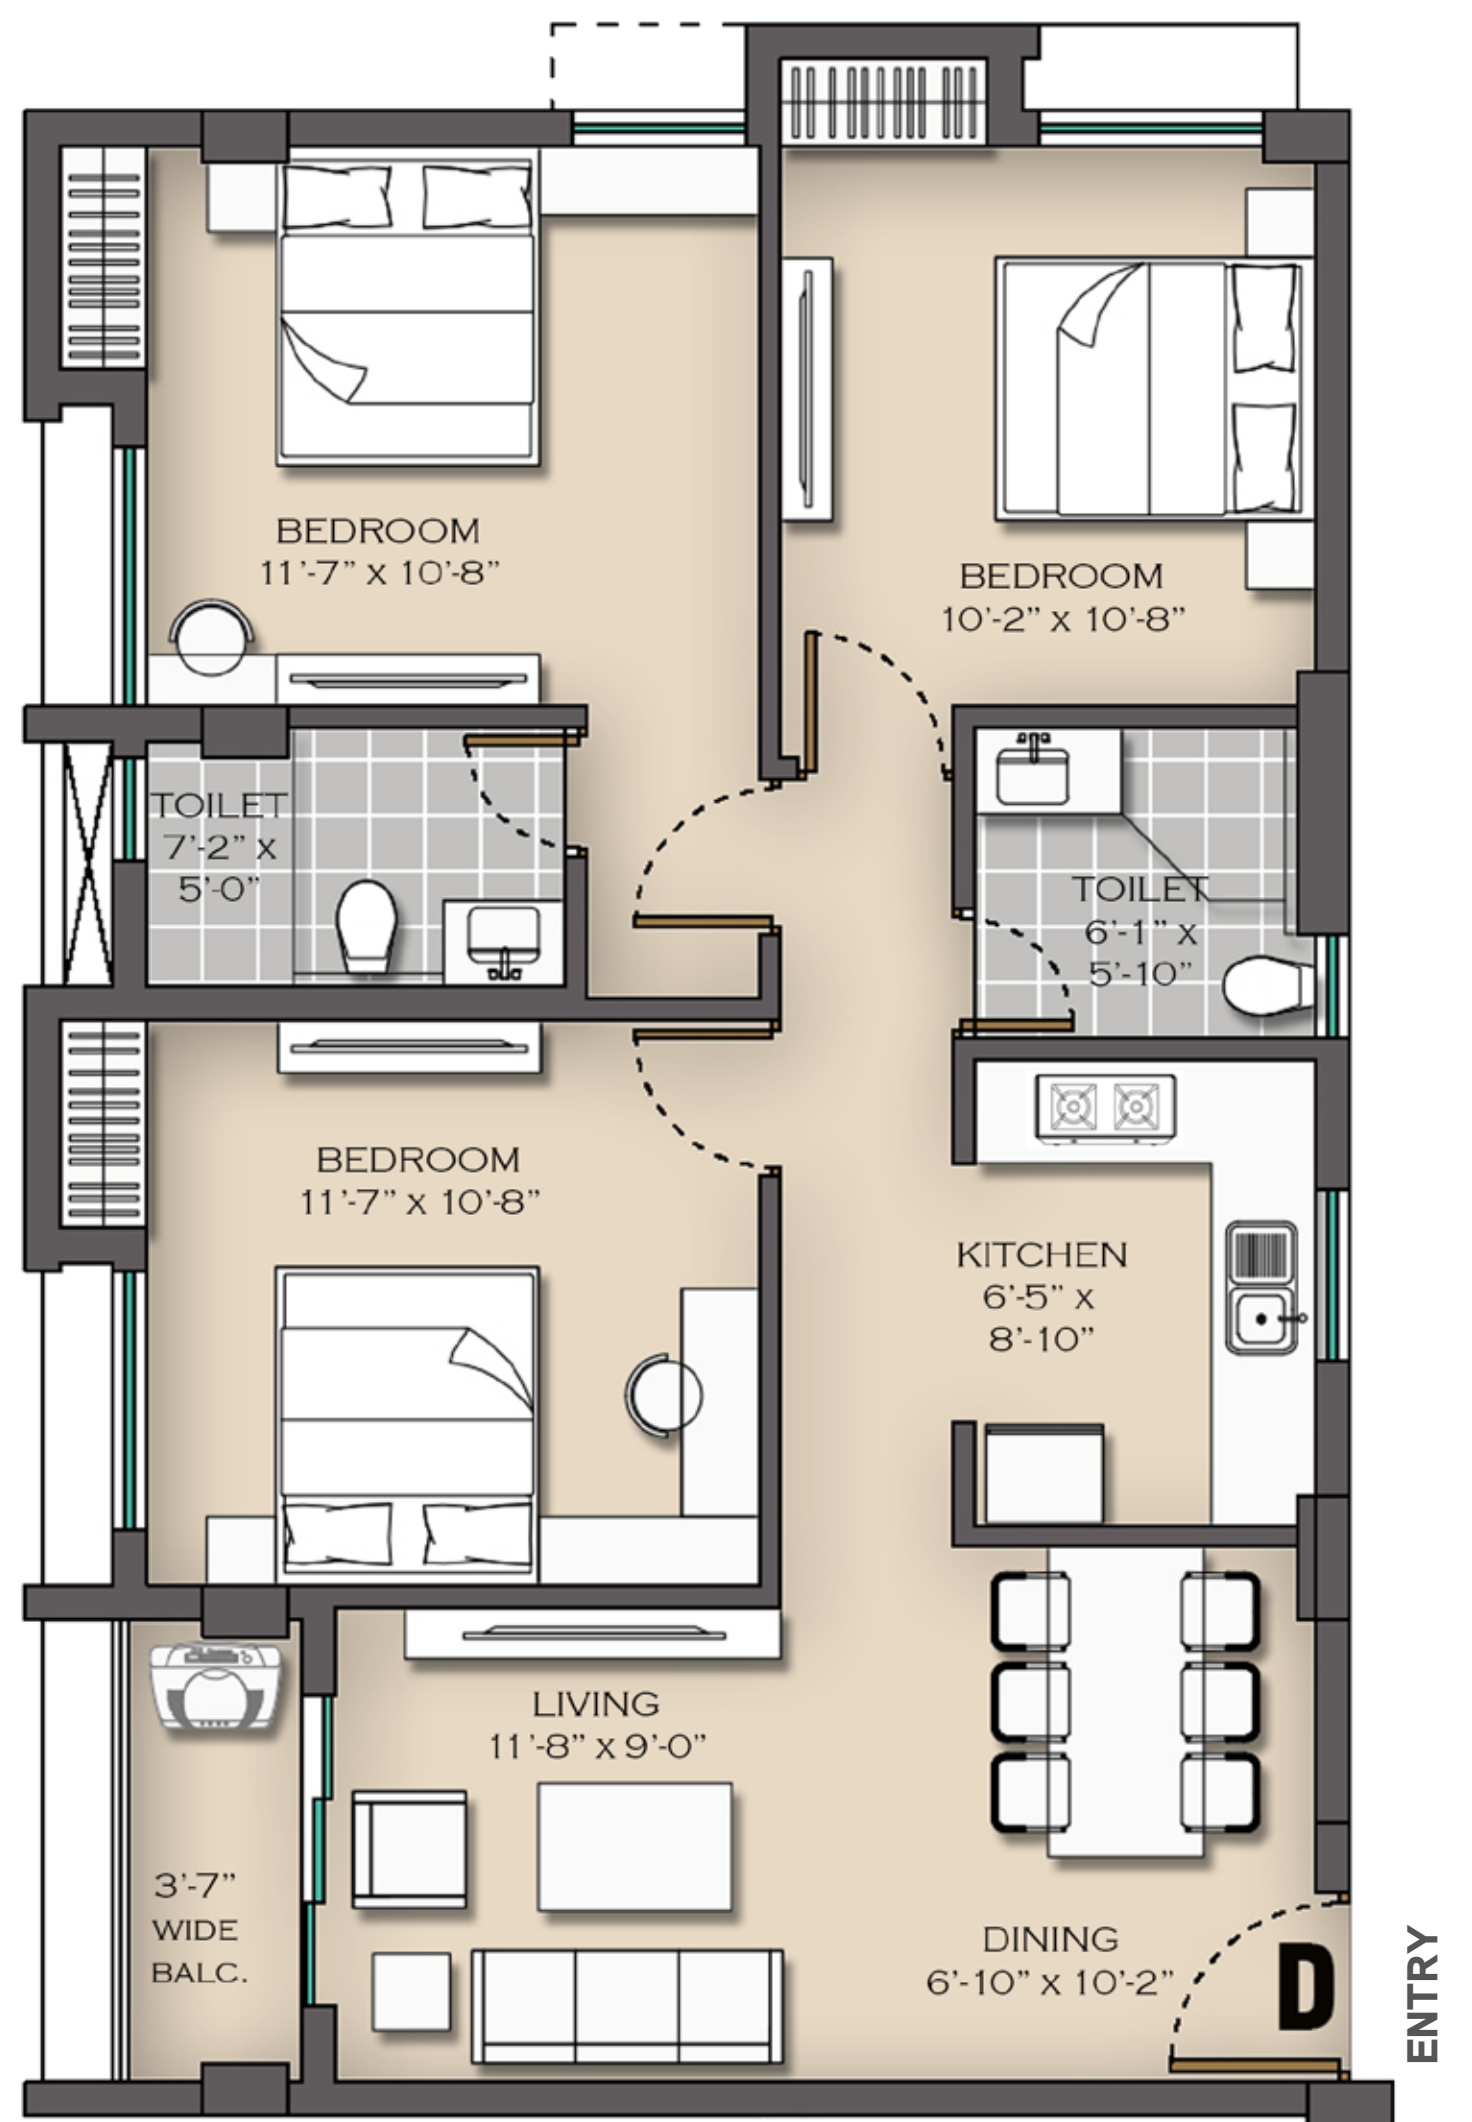 BEDROOM
11'-7" X 10'-8"
BEDROOM
10'-2" X 10'-8"
TOILET
7'-2" X
5'-0"
TOILET
6'-1" X
5'-10"
BEDROOM
11'-7" X 10'-8"
KITCHEN
6'-5" X
8'-10"
LIVING
11'-8" X 9'-0"
3'-7"
WIDE
BALC.
DINING
6'-10" X 10'-2"
D
ENTRY